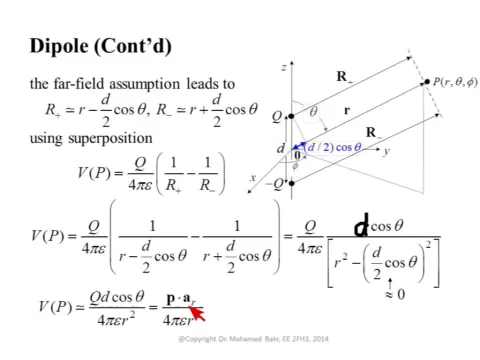 Dipole (Cont'd)
the far-field assumption leads to
R₊ ≃ r − d/2 cos θ, R₋ ≃ r + d/2 cos θ
using superposition
V(P) = Q/4πε (1/R₊ − 1/R₋)
V(P) = Q/4πε (1/(r − d/2 cos θ) − 1/(r + d/2 cos θ)) = Q/4πε d cos θ/[r² − (d/2 cos θ)²]
≈ 0
V(P) ≃ Qd cos θ/4πεr² = p · aᵣ/4πεr
z
R₊
P(r, θ, ϕ)
θ
r
Q
R₋
d
0
(d / 2) cos θ
y
ϕ
x
−Q
@Copyright Dr. Mohamed Bakr, EE 2FH3, 2014